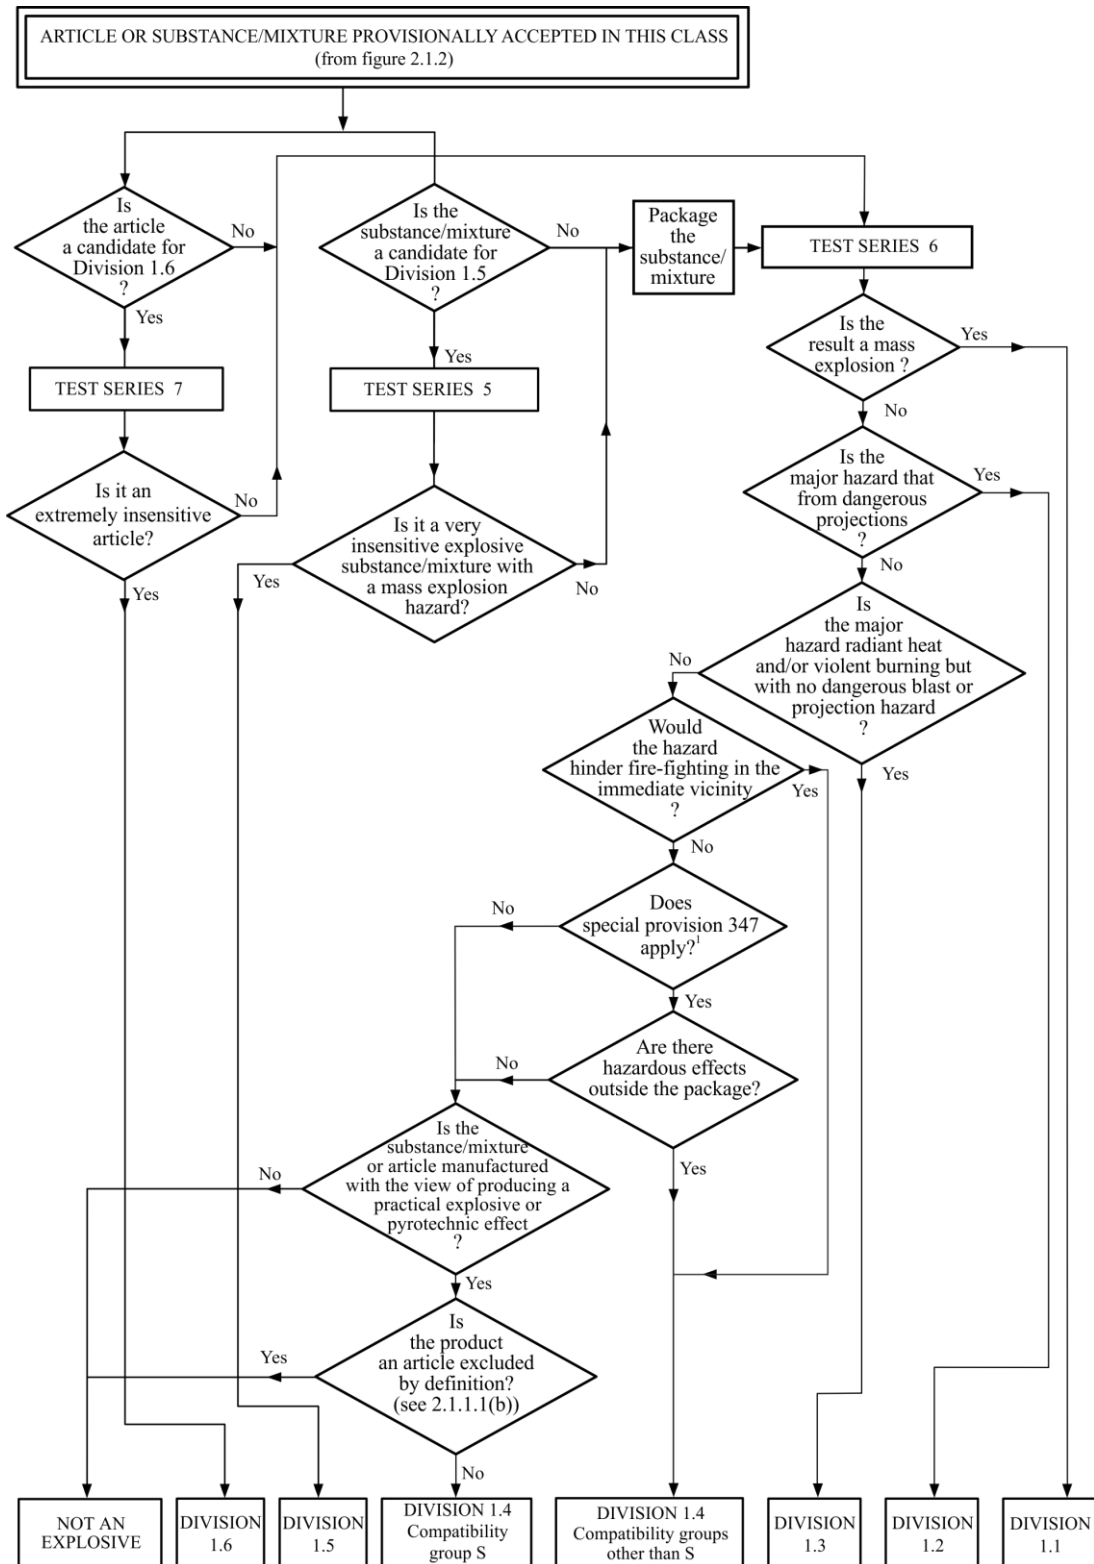 ARTICLE OR SUBSTANCE/MIXTURE PROVISIONALLY ACCEPTED IN THIS CLASS
(from figure 2.1.2)
Is
the article
a candidate for
Division 1.6
?
No
Yes
Is the
substance/mixture
a candidate for
Division 1.5
?
No
Yes
Package
the
substance/
mixture
TEST SERIES 6
Is the
result a mass
explosion ?
Yes
No
TEST SERIES 7
TEST SERIES 5
Is the
major hazard that
from dangerous
projections
?
Yes
No
Is it an
extremely insensitive
article?
No
Yes
Is it a very
insensitive explosive
substance/mixture with
a mass explosion
hazard?
Yes
No
Is
the major
hazard radiant heat
and/or violent burning but
with no dangerous blast or
projection hazard
?
No
Yes
Would
the hazard
hinder fire-fighting in the
immediate vicinity
?
Yes
No
Does
special provision 347
apply?1
No
Yes
Are there
hazardous effects
outside the package?
No
Yes
Is the
substance/mixture
or article manufactured
with the view of producing a
practical explosive or
pyrotechnic effect
?
No
Yes
Is
the product
an article excluded
by definition?
(see 2.1.1.1(b))
Yes
No
NOT AN
EXPLOSIVE
DIVISION
1.6
DIVISION
1.5
DIVISION 1.4
Compatibility
group S
DIVISION 1.4
Compatibility groups
other than S
DIVISION
1.3
DIVISION
1.2
DIVISION
1.1